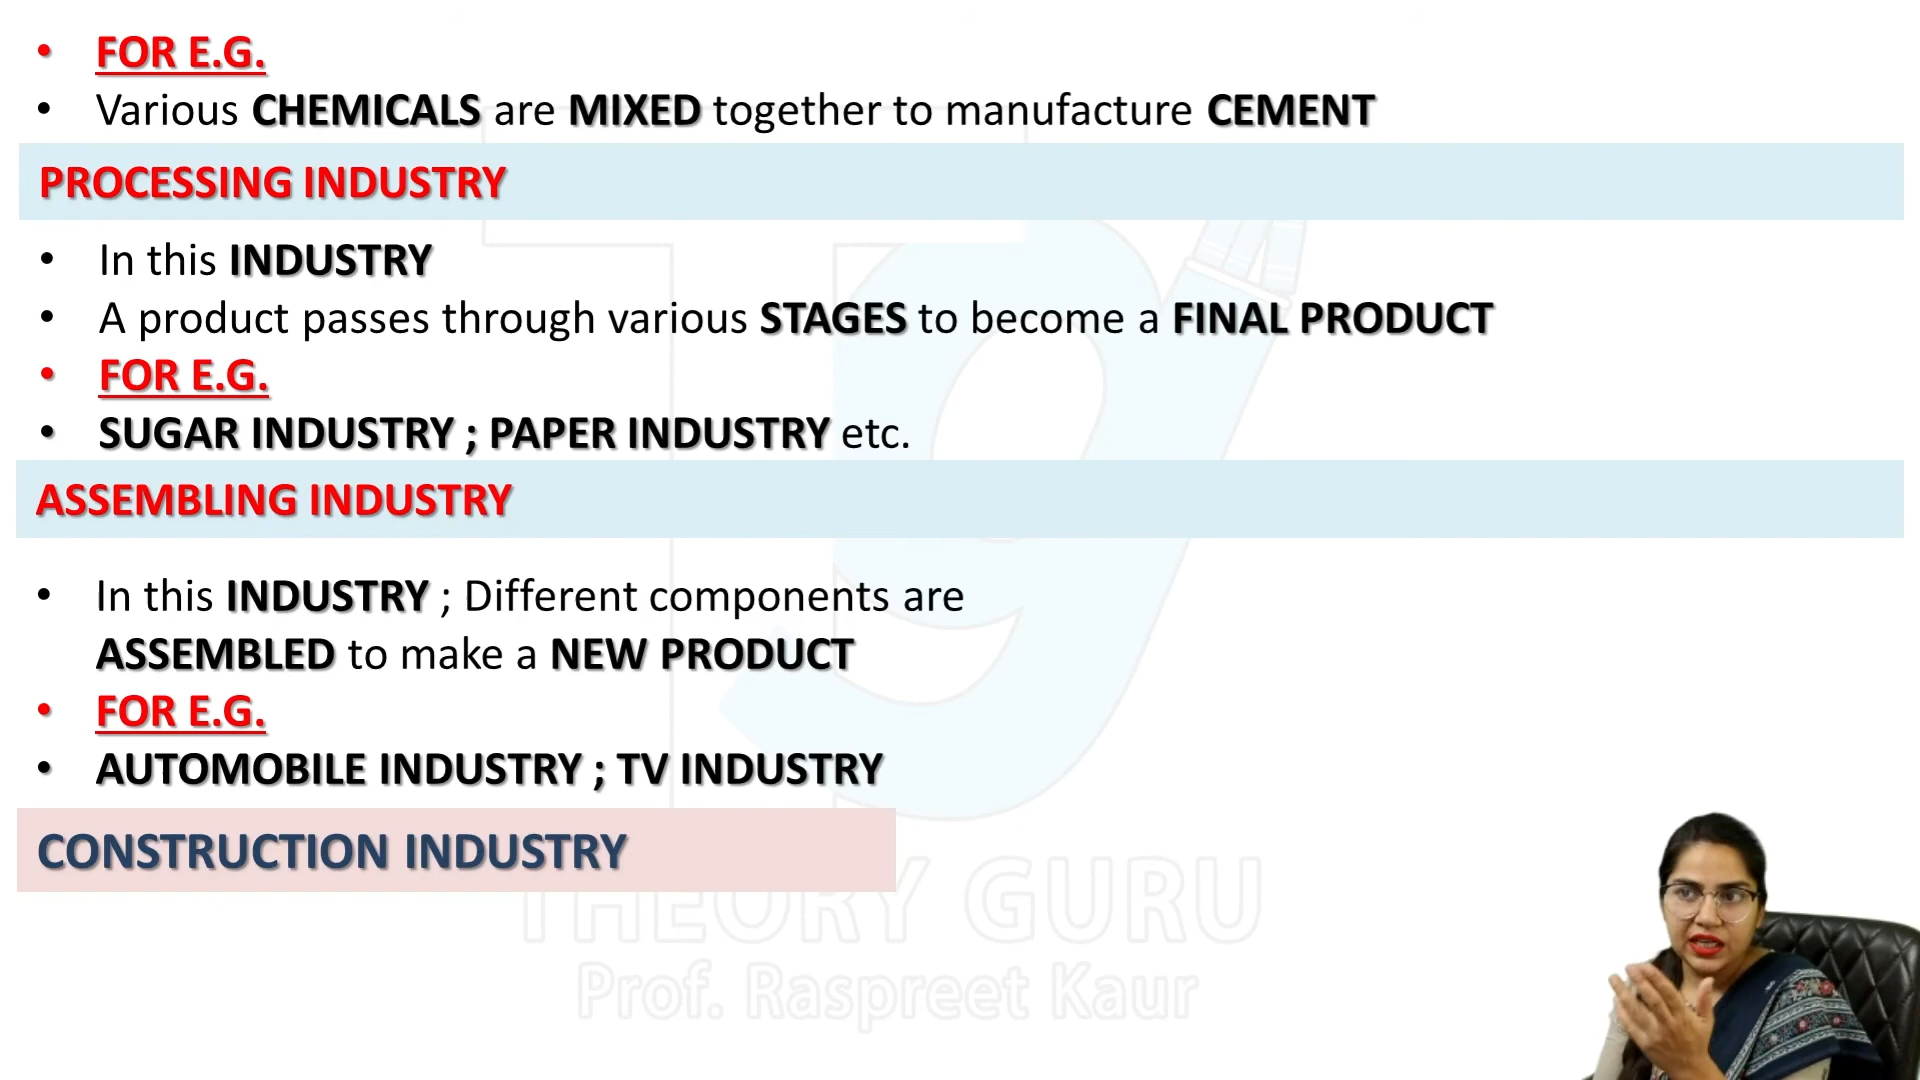 • FOR E.G.
• Various CHEMICALS are MIXED together to manufacture CEMENT
PROCESSING INDUSTRY
• In this INDUSTRY
• A product passes through various STAGES to become a FINAL PRODUCT
• FOR E.G.
• SUGAR INDUSTRY ; PAPER INDUSTRY etc.
ASSEMBLING INDUSTRY
• In this INDUSTRY ; Different components are
ASSEMBLED to make a NEW PRODUCT
• FOR E.G.
• AUTOMOBILE INDUSTRY ; TV INDUSTRY
CONSTRUCTION INDUSTRY
THEORY GURU
Prof. Raspreet Kaur